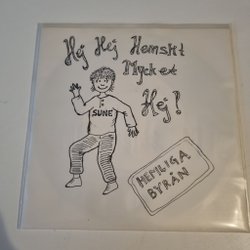 Hej Hej Hemskt
Mycket
Hej!
SUNE
HEMLIGA
BYRÅN